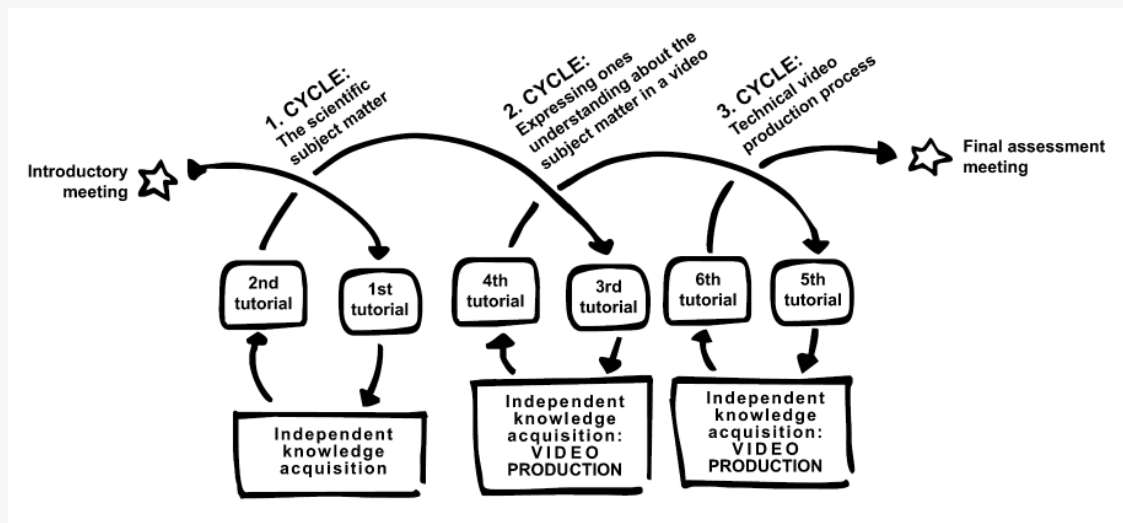 1. CYCLE:
The scientific
subject matter
2. CYCLE:
Expressing ones
understanding about the
subject matter in a video
3. CYCLE:
Technical video
production process
Introductory
meeting
Final assessment
meeting
2nd
tutorial
1st
tutorial
4th
tutorial
3rd
tutorial
6th
tutorial
5th
tutorial
Independent
knowledge
acquisition
Independent
knowledge
acquisition:
VIDEO
PRODUCTION
Independent
knowledge
acquisition:
VIDEO
PRODUCTION